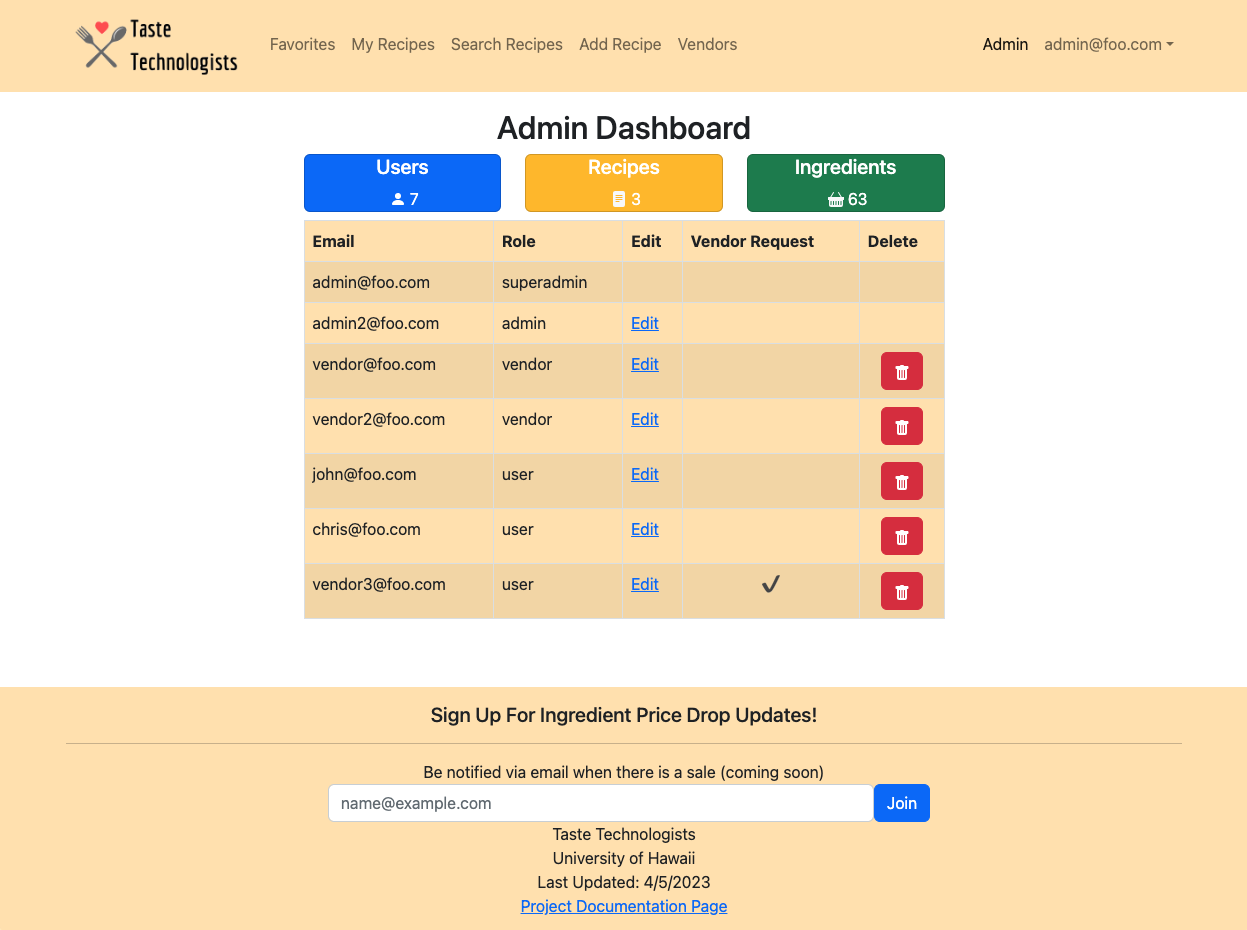 Taste
Technologists
Favorites My Recipes Search Recipes Add Recipe Vendors Admin admin@foo.com
Admin Dashboard
Users Recipes Ingredients
7 3 63
Email Role Edit Vendor Request Delete
admin@foo.com superadmin
admin2@foo.com admin Edit
vendor@foo.com vendor Edit
vendor2@foo.com vendor Edit
john@foo.com user Edit
chris@foo.com user Edit
vendor3@foo.com user Edit ✔
Sign Up For Ingredient Price Drop Updates!
Be notified via email when there is a sale (coming soon)
name@example.com Join
Taste Technologists
University of Hawaii
Last Updated: 4/5/2023
Project Documentation Page